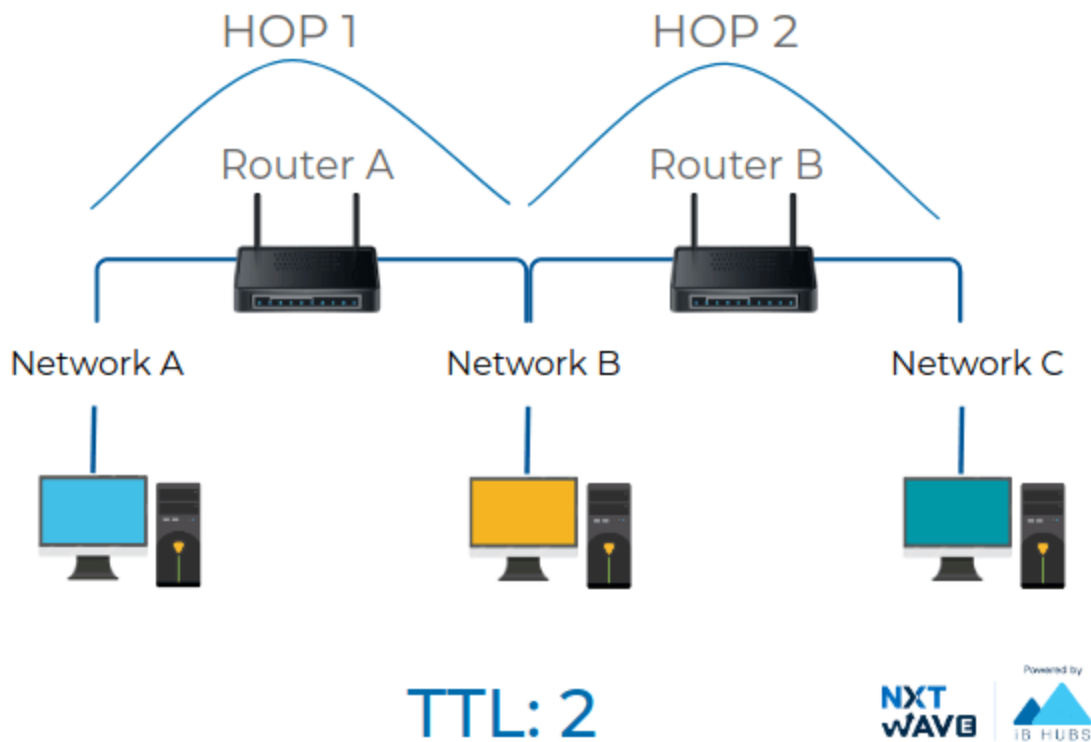 HOP 1
HOP 2
Router A
Router B
Network A
Network B
Network C
TTL: 2
NXT
WAVE
Powered by
iB HUBS